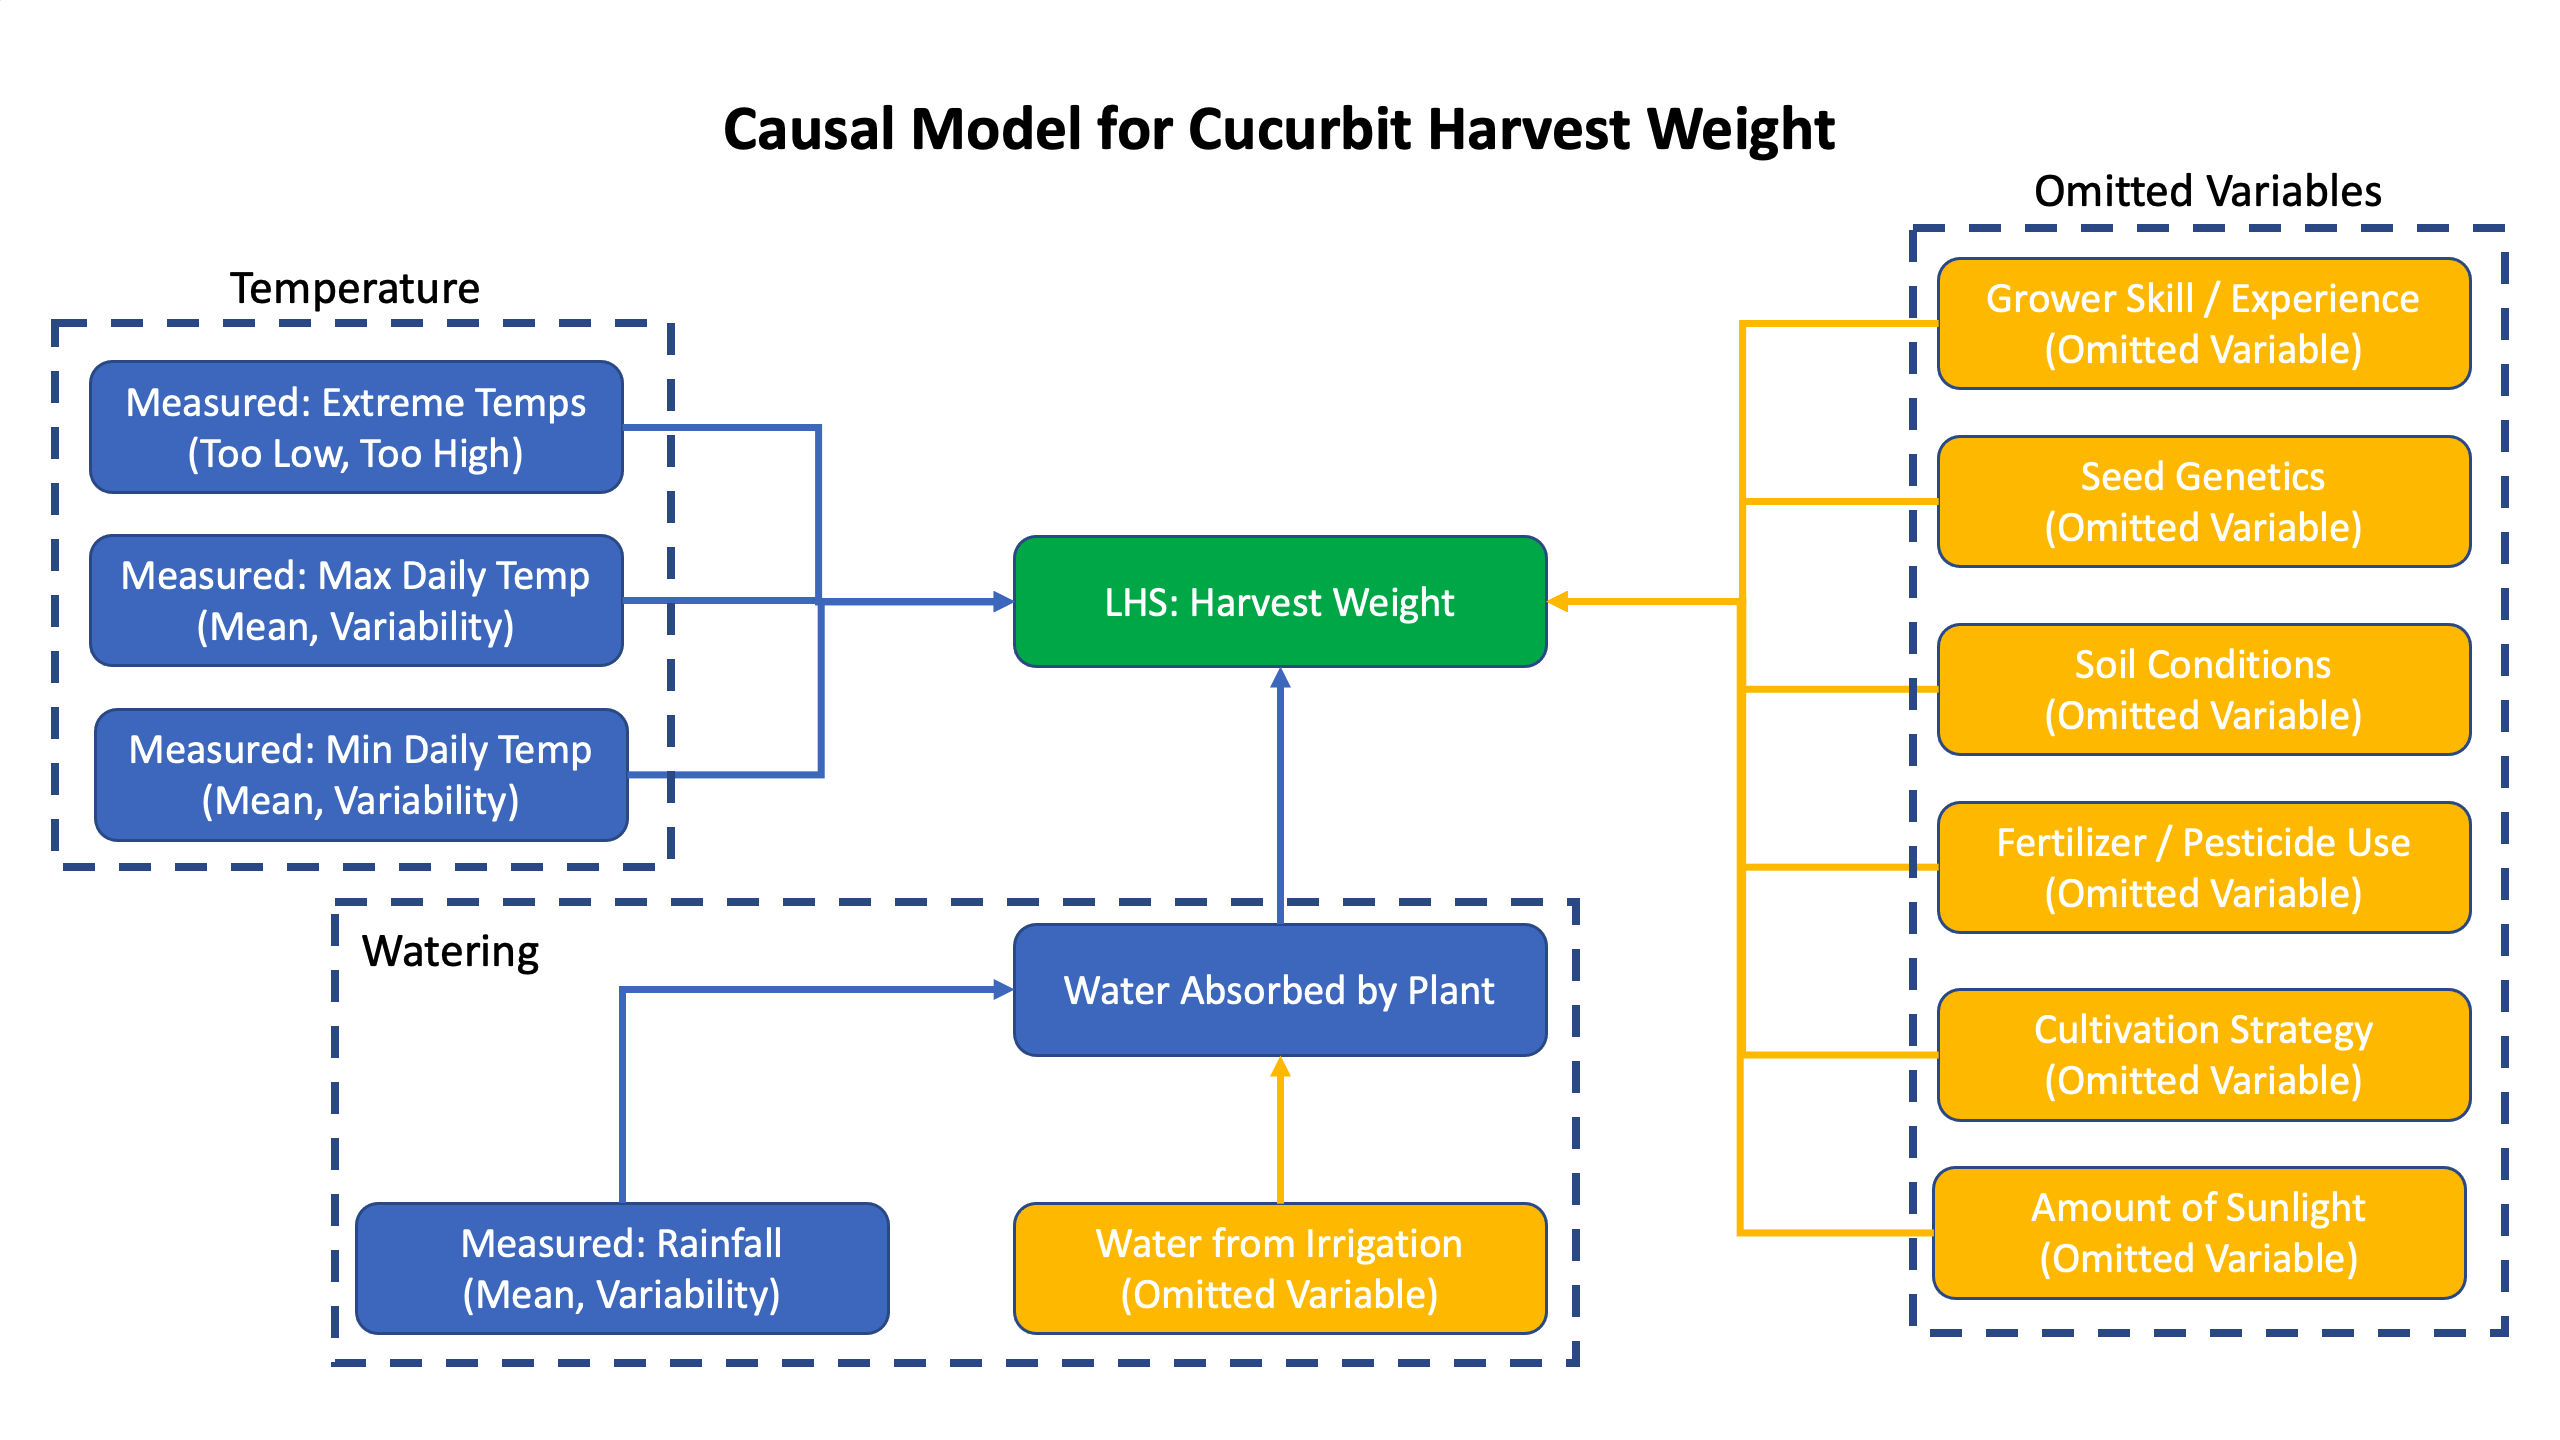 Causal Model for Cucurbit Harvest Weight
Temperature
Measured: Extreme Temps
(Too Low, Too High)
Measured: Max Daily Temp
(Mean, Variability)
Measured: Min Daily Temp
(Mean, Variability)
LHS: Harvest Weight
Watering
Water Absorbed by Plant
Measured: Rainfall
(Mean, Variability)
Water from Irrigation
(Omitted Variable)
Omitted Variables
Grower Skill / Experience
(Omitted Variable)
Seed Genetics
(Omitted Variable)
Soil Conditions
(Omitted Variable)
Fertilizer / Pesticide Use
(Omitted Variable)
Cultivation Strategy
(Omitted Variable)
Amount of Sunlight
(Omitted Variable)